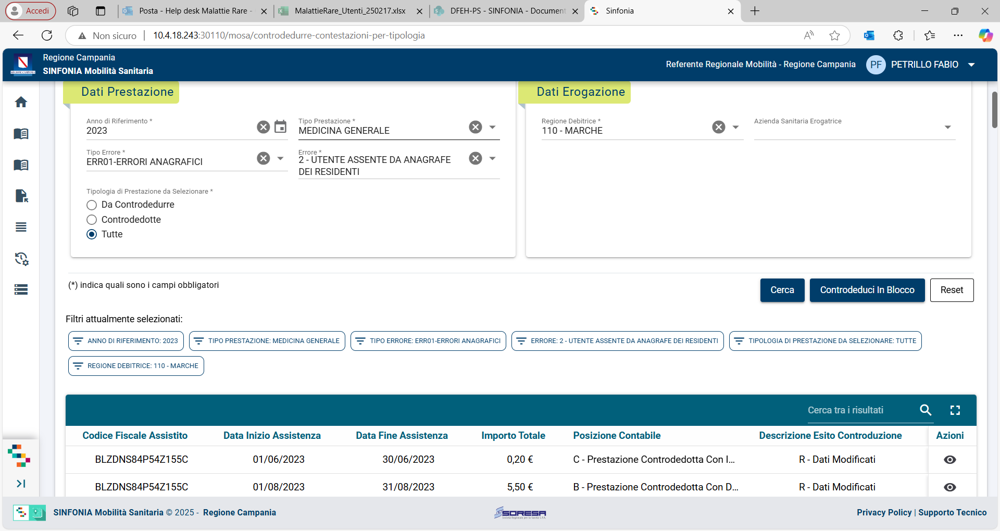 Accedi
Posta - Help desk Malattie Rare -
MalattieRare_Utenti_250217.xlsx
DFEH-PS - SINFONIA - Document
Sinfonia
Non sicuro
10.4.18.243:30110/mosa/controdedurre-contestazioni-per-tipologia
Regione Campania
SINFONIA Mobilità Sanitaria
Referente Regionale Mobilità - Regione Campania
PF
PETRILLO FABIO
Dati Prestazione
Anno di Riferimento *
2023
Tipo Prestazione *
MEDICINA GENERALE
Tipo Errore *
ERR01-ERRORI ANAGRAFICI
Errore *
2 - UTENTE ASSENTE DA ANAGRAFE
DEI RESIDENTI
Tipologia di Prestazione da Selezionare *
Da Controdedurre
Controdedotte
Tutte
Dati Erogazione
Regione Debitrice *
110 - MARCHE
Azienda Sanitaria Erogatrice
(*) indica quali sono i campi obbligatori
Cerca
Controdeduci In Blocco
Reset
Filtri attualmente selezionati:
ANNO DI RIFERIMENTO: 2023
TIPO PRESTAZIONE: MEDICINA GENERALE
TIPO ERRORE: ERR01-ERRORI ANAGRAFICI
ERRORE: 2 - UTENTE ASSENTE DA ANAGRAFE DEI RESIDENTI
TIPOLOGIA DI PRESTAZIONE DA SELEZIONARE: TUTTE
REGIONE DEBITRICE: 110 - MARCHE
Cerca tra i risultati
Codice Fiscale Assistito Data Inizio Assistenza Data Fine Assistenza Importo Totale Posizione Contabile Descrizione Esito Controduzione Azioni
BLZDNS84P54Z155C 01/06/2023 30/06/2023 0,20 € C - Prestazione Controdedotta Con I... R - Dati Modificati
BLZDNS84P54Z155C 01/08/2023 31/08/2023 5,50 € B - Prestazione Controdedotta Con D... R - Dati Modificati
SINFONIA Mobilità Sanitaria © 2025 - Regione Campania
SORESA
Privacy Policy | Supporto Tecnico